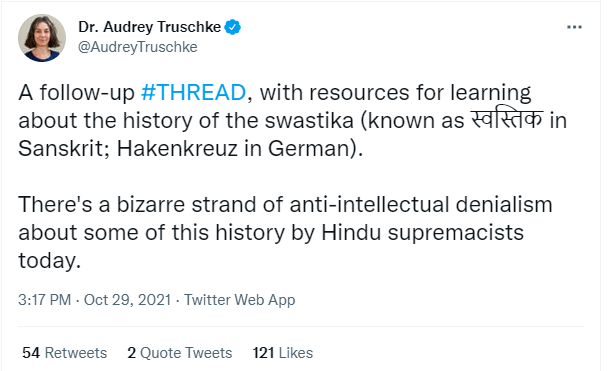 Dr. Audrey Truschke
@AudreyTruschke
A follow-up #THREAD, with resources for learning
about the history of the swastika (known as स्वस्तिक in
Sanskrit; Hakenkreuz in German).
There's a bizarre strand of anti-intellectual denialism
about some of this history by Hindu supremacists
today.
3:17 PM · Oct 29, 2021 · Twitter Web App
54 Retweets 2 Quote Tweets 121 Likes